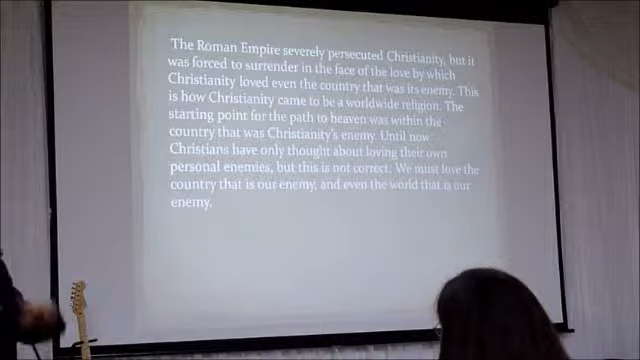 The Roman Empire severely persecuted Christianity, but it
was forced to surrender in the face of the love by which
Christianity loved even the country that was its enemy. This
is how Christianity came to be a worldwide religion. The
starting point for the path to heaven was within the
country that was Christianity's enemy. Until now
Christians have only thought about loving their own
personal enemies, but this is not correct. We must love the
country that is our enemy, and even the world that is our
enemy.